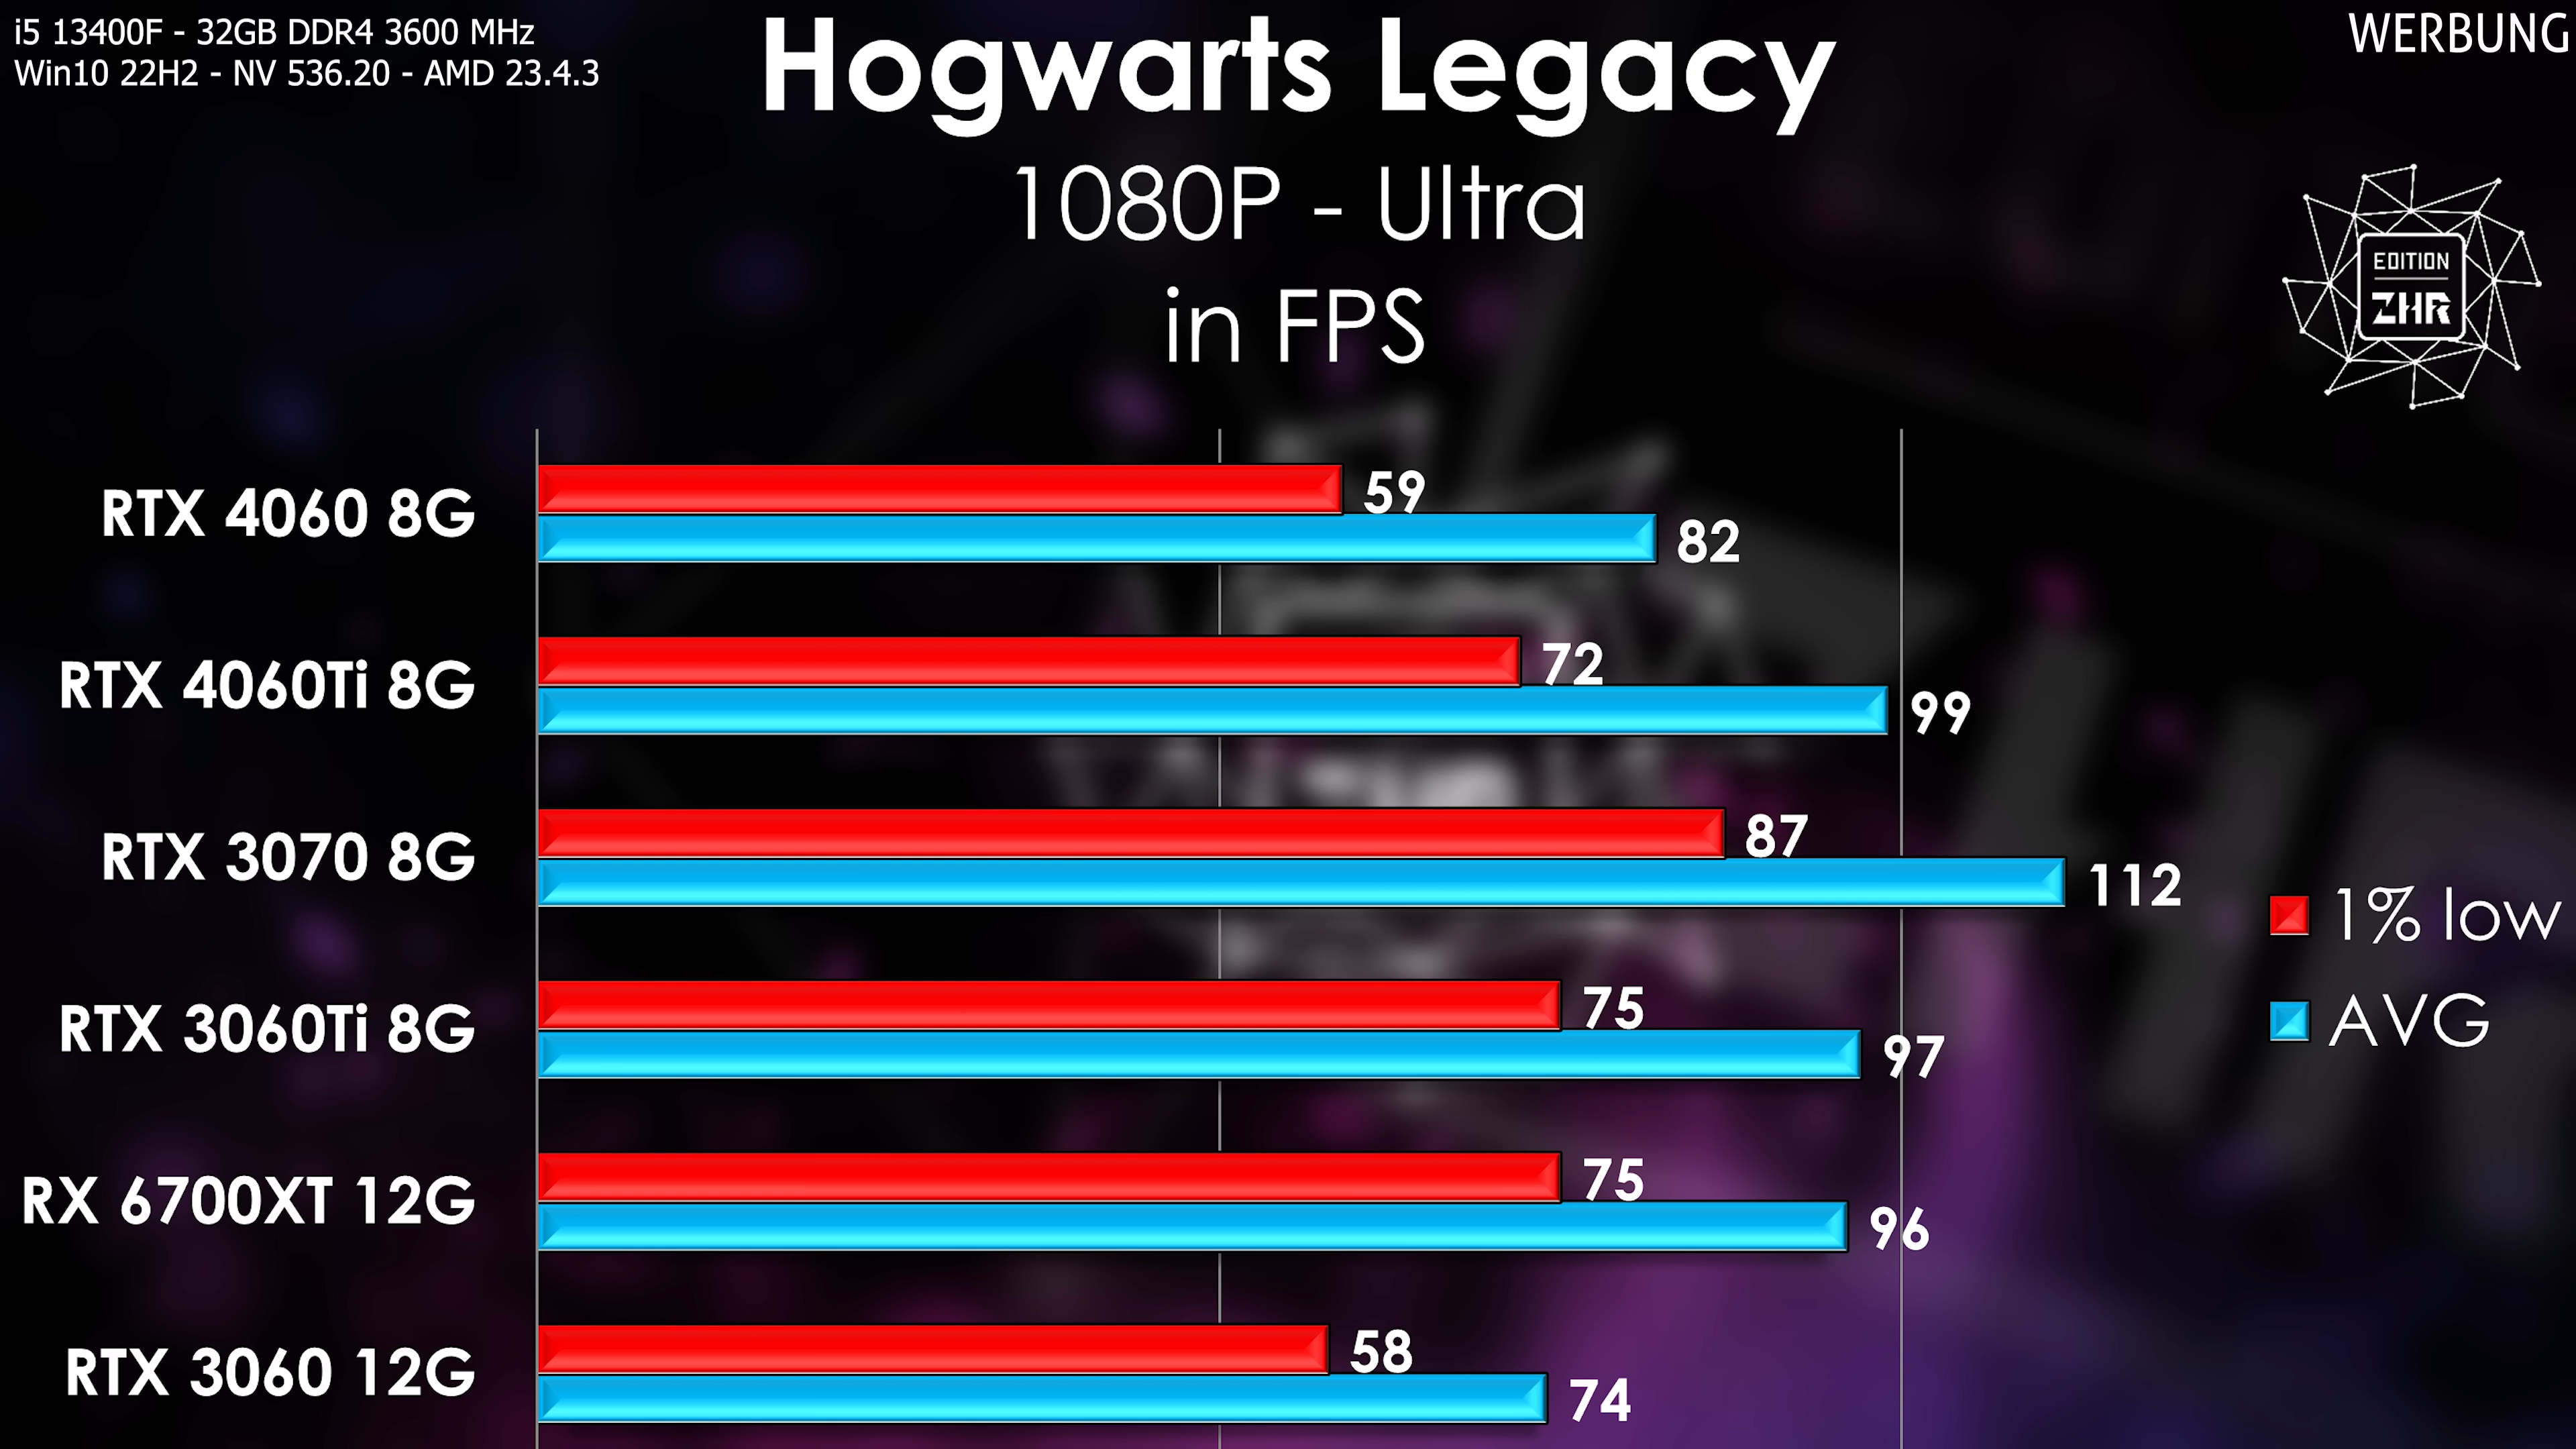 i5 13400F - 32GB DDR4 3600 MHz
Win10 22H2 - NV 536.20 - AMD 23.4.3
Hogwarts Legacy
1080P - Ultra
in FPS
WERBUNG
EDITION
ZHR
RTX 4060 8G
59
82
RTX 4060Ti 8G
72
99
RTX 3070 8G
87
112
RTX 3060Ti 8G
75
97
RX 6700XT 12G
75
96
RTX 3060 12G
58
74
1% low
AVG